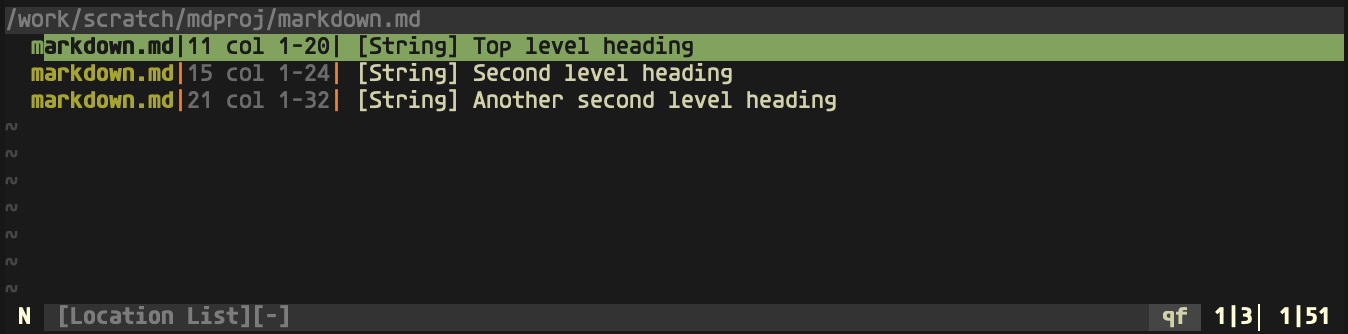 /work/scratch/mdproj/markdown.md
markdown.md|11 col 1-20| [String] Top level heading
markdown.md|15 col 1-24| [String] Second level heading
markdown.md|21 col 1-32| [String] Another second level heading
~
~
~
~
~
~
~
N [Location List][-] qf 1|3| 1|51